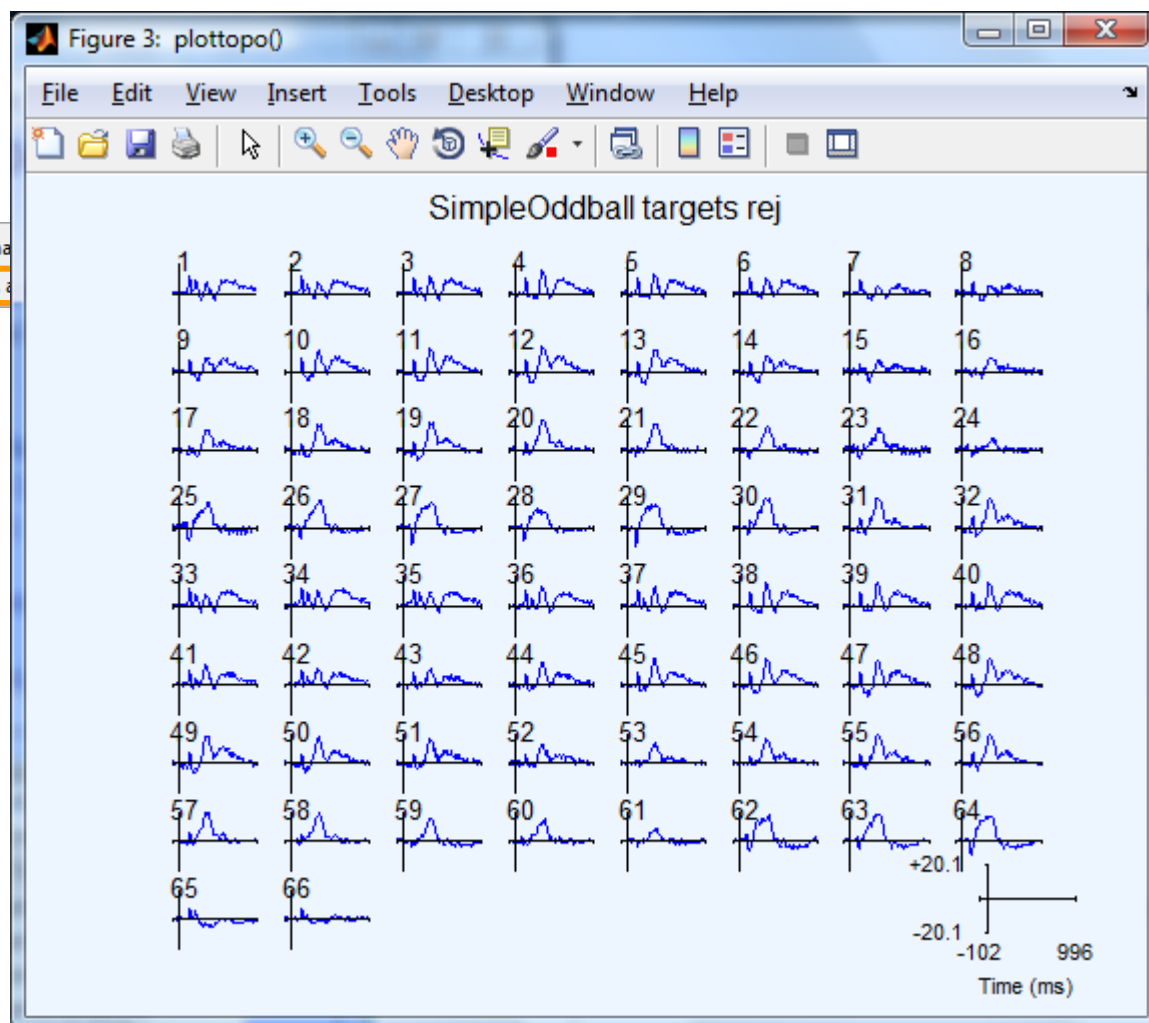 Figure 3: plottopo()
File Edit View Insert Tools Desktop Window Help
SimpleOddball targets rej
1 2 3 4 5 6 7 8
9 10 11 12 13 14 15 16
17 18 19 20 21 22 23 24
25 26 27 28 29 30 31 32
33 34 35 36 37 38 39 40
41 42 43 44 45 46 47 48
49 50 51 52 53 54 55 56
57 58 59 60 61 62 63 64
65 66
+20.1
-20.1
-102 996
Time (ms)